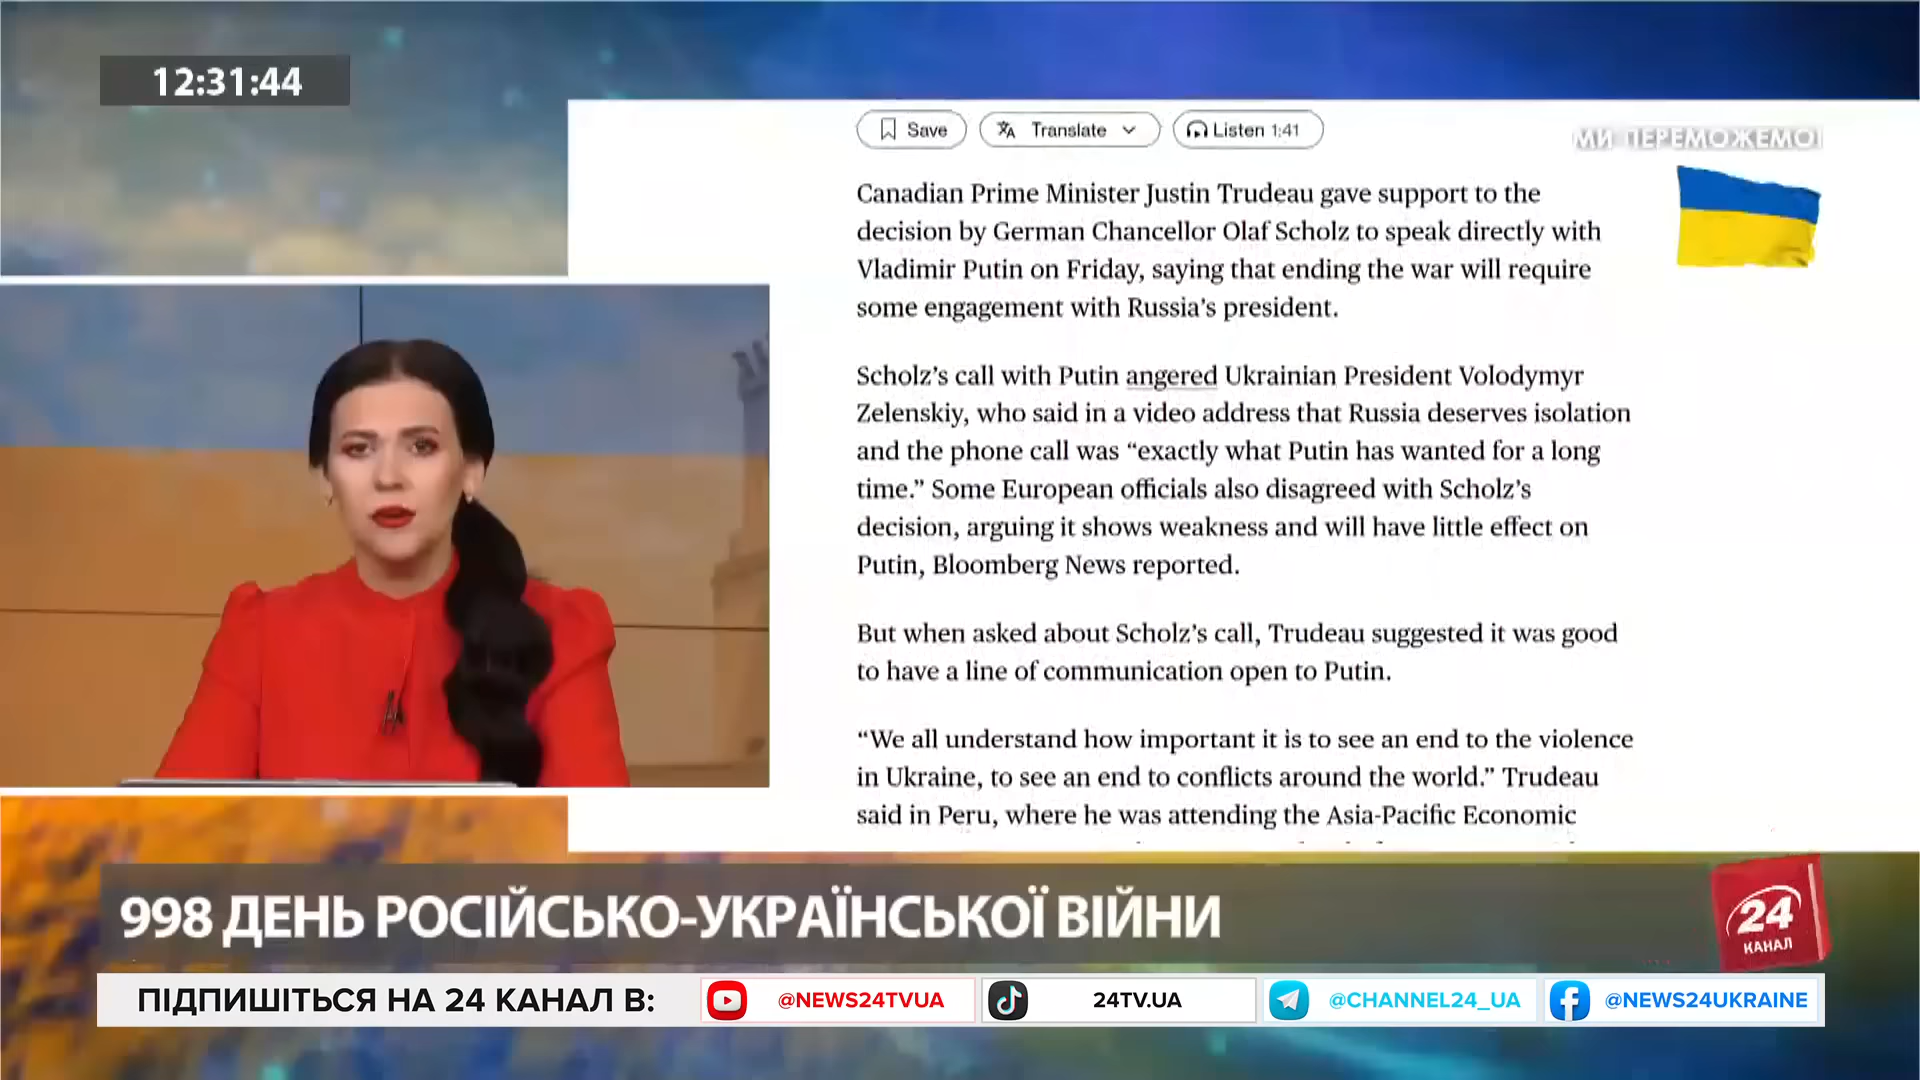 12:31:44
Save
Translate
Listen 1:41
МИ ПЕРЕМОЖЕМО!
Canadian Prime Minister Justin Trudeau gave support to the
decision by German Chancellor Olaf Scholz to speak directly with
Vladimir Putin on Friday, saying that ending the war will require
some engagement with Russia’s president.
Scholz’s call with Putin angered Ukrainian President Volodymyr
Zelenskiy, who said in a video address that Russia deserves isolation
and the phone call was “exactly what Putin has wanted for a long
time.” Some European officials also disagreed with Scholz’s
decision, arguing it shows weakness and will have little effect on
Putin, Bloomberg News reported.
But when asked about Scholz’s call, Trudeau suggested it was good
to have a line of communication open to Putin.
“We all understand how important it is to see an end to the violence
in Ukraine, to see an end to conflicts around the world.” Trudeau
said in Peru, where he was attending the Asia-Pacific Economic
998 ДЕНЬ РОСІЙСЬКО-УКРАЇНСЬКОЇ ВІЙНИ
24
КАНАЛ
ПІДПИШІТЬСЯ НА 24 КАНАЛ В:
@NEWS24TVUA
24TV.UA
@CHANNEL24_UA
@NEWS24UKRAINE